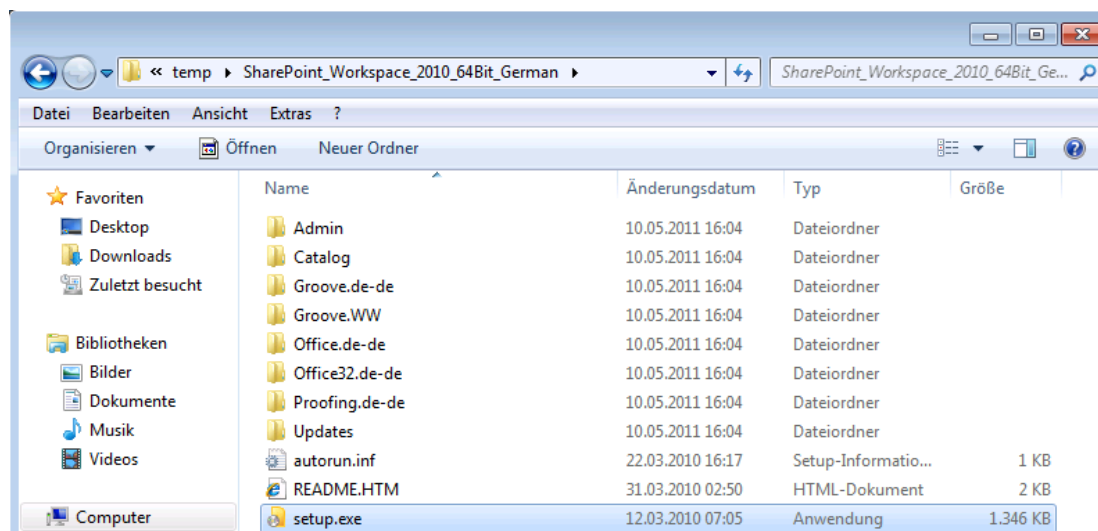 « temp ▸ SharePoint_Workspace_2010_64Bit_German ▸ SharePoint_Workspace_2010_64Bit_Ge...
Datei Bearbeiten Ansicht Extras ?
Organisieren Öffnen Neuer Ordner
Favoriten
Desktop
Downloads
Zuletzt besucht
Bibliotheken
Bilder
Dokumente
Musik
Videos
Computer
Name Änderungsdatum Typ Größe
Admin 10.05.2011 16:04 Dateiordner
Catalog 10.05.2011 16:04 Dateiordner
Groove.de-de 10.05.2011 16:04 Dateiordner
Groove.WW 10.05.2011 16:04 Dateiordner
Office.de-de 10.05.2011 16:04 Dateiordner
Office32.de-de 10.05.2011 16:04 Dateiordner
Proofing.de-de 10.05.2011 16:04 Dateiordner
Updates 10.05.2011 16:04 Dateiordner
autorun.inf 22.03.2010 16:17 Setup-Informatio... 1 KB
README.HTM 31.03.2010 02:50 HTML-Dokument 2 KB
setup.exe 12.03.2010 07:05 Anwendung 1.346 KB